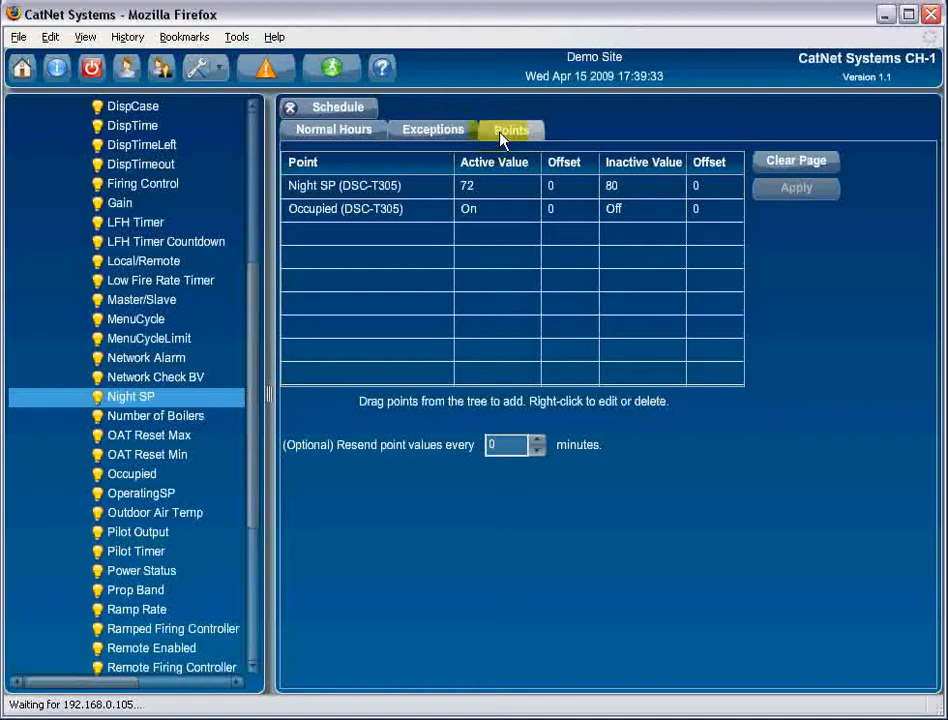 CatNet Systems - Mozilla Firefox
File Edit View History Bookmarks Tools Help
Demo Site
Wed Apr 15 2009 17:39:33
CatNet Systems CH-1
Version 1.1
DispCase
DispTime
DispTimeLeft
DispTimeout
Firing Control
Gain
LFH Timer
LFH Timer Countdown
Local/Remote
Low Fire Rate Timer
Master/Slave
MenuCycle
MenuCycleLimit
Network Alarm
Network Check BV
Night SP
Number of Boilers
OAT Reset Max
OAT Reset Min
Occupied
OperatingSP
Outdoor Air Temp
Pilot Output
Pilot Timer
Power Status
Prop Band
Ramp Rate
Ramped Firing Controller
Remote Enabled
Remote Firing Controller
Schedule
Normal Hours Exceptions Points
Point Active Value Offset Inactive Value Offset
Night SP (DSC-T305) 72 0 80 0
Occupied (DSC-T305) On 0 Off 0
Clear Page
Apply
Drag points from the tree to add. Right-click to edit or delete.
(Optional) Resend point values every 0 minutes.
Waiting for 192.168.0.105...